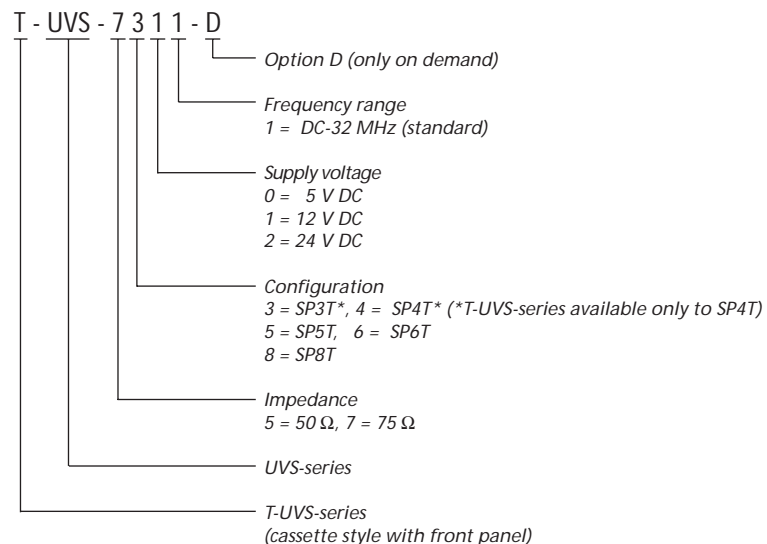 T - UVS - 7 3 1 1 - D
Option D (only on demand)
Frequency range
1 = DC-32 MHz (standard)
Supply voltage
0 = 5 V DC
1 = 12 V DC
2 = 24 V DC
Configuration
3 = SP3T*, 4 = SP4T* (*T-UVS-series available only to SP4T)
5 = SP5T, 6 = SP6T
8 = SP8T
Impedance
5 = 50 Ω, 7 = 75 Ω
UVS-series
T-UVS-series
(cassette style with front panel)